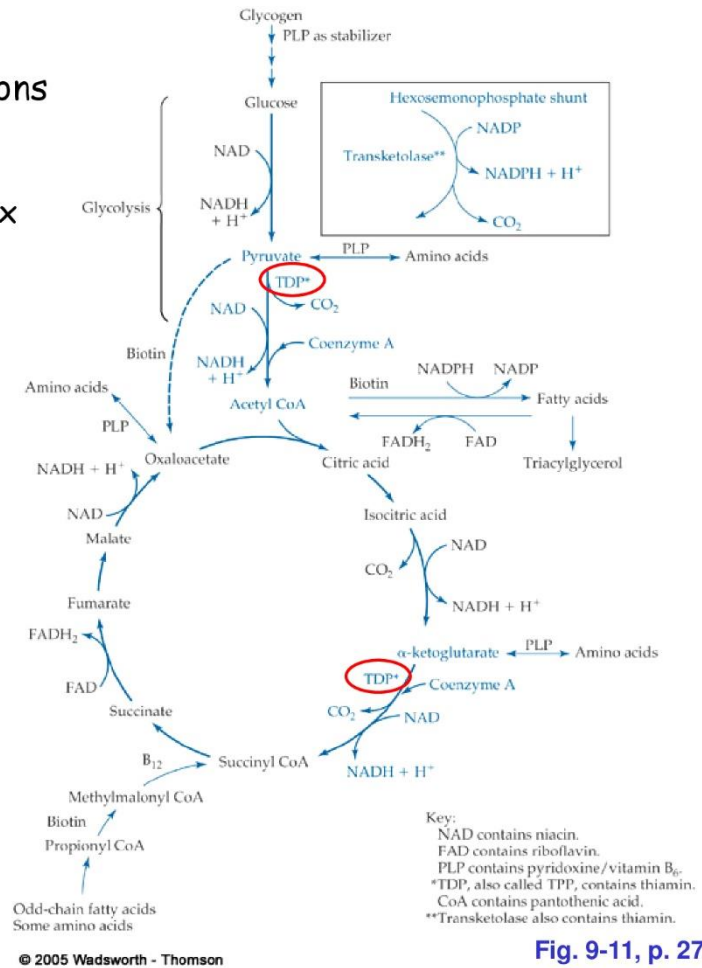 ons
x
Glycogen
PLP as stabilizer
Glucose
NAD
NADH
+ H⁺
Glycolysis
Hexosemonophosphate shunt
NADP
Transketolase**
NADPH + H⁺
CO₂
Pyruvate
PLP
Amino acids
TDP*
CO₂
NAD
Coenzyme A
NADH
+ H⁺
Biotin
Acetyl CoA
Biotin
NADPH
NADP
Fatty acids
FADH₂
FAD
Triacylglycerol
Amino acids
PLP
Oxaloacetate
Citric acid
NADH + H⁺
NAD
Malate
Isocitric acid
NAD
CO₂
NADH + H⁺
Fumarate
FADH₂
FAD
Succinate
α-ketoglutarate
PLP
Amino acids
TDP*
Coenzyme A
CO₂
NAD
NADH + H⁺
Succinyl CoA
B₁₂
Methylmalonyl CoA
Biotin
Propionyl CoA
Odd-chain fatty acids
Some amino acids
Key:
NAD contains niacin.
FAD contains riboflavin.
PLP contains pyridoxine/vitamin B₆.
*TDP, also called TPP, contains thiamin.
CoA contains pantothenic acid.
**Transketolase also contains thiamin.
© 2005 Wadsworth - Thomson
Fig. 9-11, p. 27